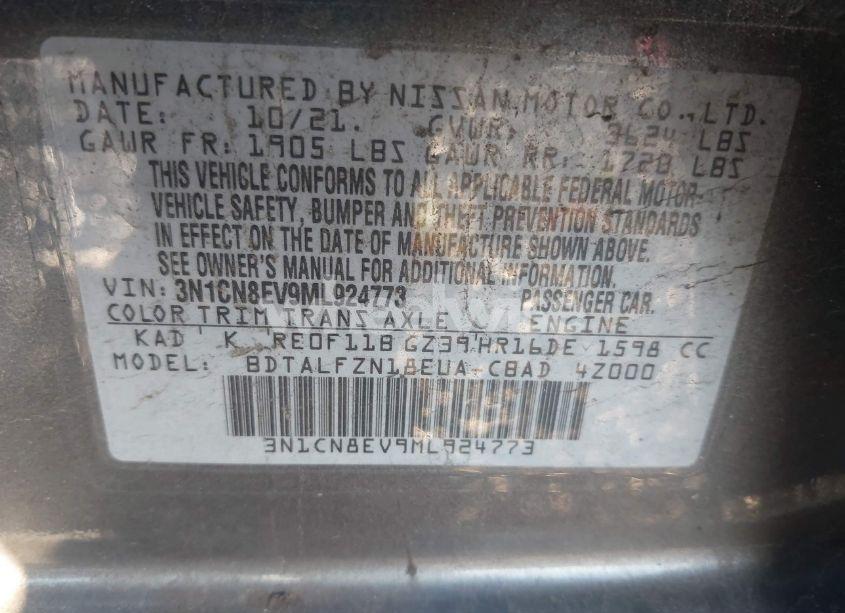 MANUFACTURED BY NISSAN MOTOR CO., LTD.
DATE: 10/21. GVWR: 3624 LBS
GAWR FR: 1905 LBS GAWR RR: 1720 LBS
THIS VEHICLE CONFORMS TO ALL APPLICABLE FEDERAL MOTOR
VEHICLE SAFETY, BUMPER AND THEFT PREVENTION STANDARDS
IN EFFECT ON THE DATE OF MANUFACTURE SHOWN ABOVE.
SEE OWNER'S MANUAL FOR ADDITIONAL INFORMATION.
VIN: 3N1CN8EV9ML924773 PASSENGER CAR.
COLOR TRIM TRANS AXLE ENGINE
KAD K RE0F11B GZ39 HR16DE 1598 CC
MODEL: BDTALFZN18EUA-CBAD 4Z000
3N1CN8EV9ML924773